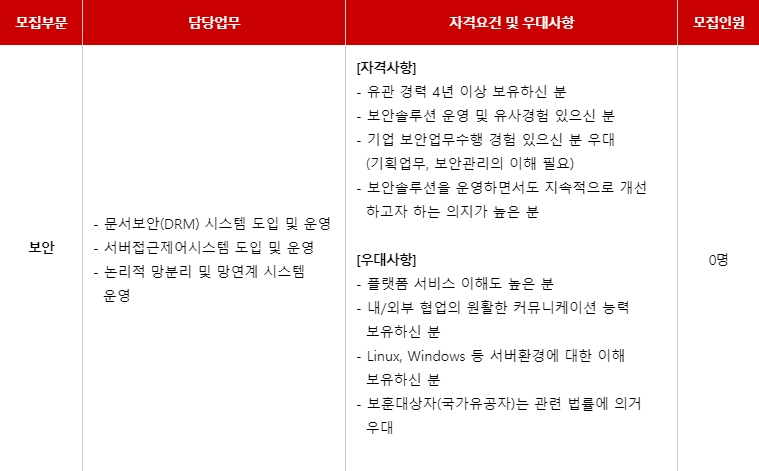 모집부문
담당업무
자격요건 및 우대사항
모집인원
보안
- 문서보안(DRM) 시스템 도입 및 운영
- 서버접근제어시스템 도입 및 운영
- 논리적 망분리 및 망연계 시스템
운영
[자격사항]
- 유관 경력 4년 이상 보유하신 분
- 보안솔루션 운영 및 유사경험 있으신 분
- 기업 보안업무수행 경험 있으신 분 우대
(기획업무, 보안관리의 이해 필요)
- 보안솔루션을 운영하면서도 지속적으로 개선
하고자 하는 의지가 높은 분
[우대사항]
- 플랫폼 서비스 이해도 높은 분
- 내/외부 협업의 원활한 커뮤니케이션 능력
보유하신 분
- Linux, Windows 등 서버환경에 대한 이해
보유하신 분
- 보훈대상자(국가유공자)는 관련 법률에 의거
우대
0명